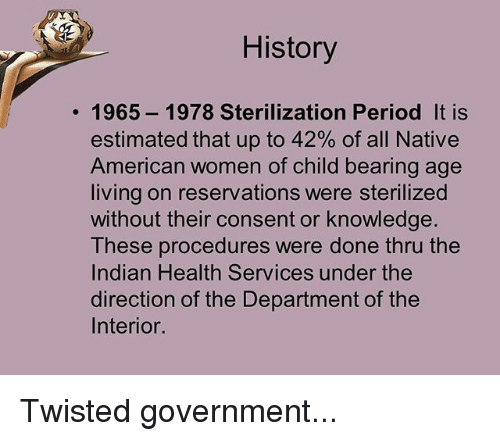 History
• 1965 – 1978 Sterilization Period It is
estimated that up to 42% of all Native
American women of child bearing age
living on reservations were sterilized
without their consent or knowledge.
These procedures were done thru the
Indian Health Services under the
direction of the Department of the
Interior.
Twisted government...